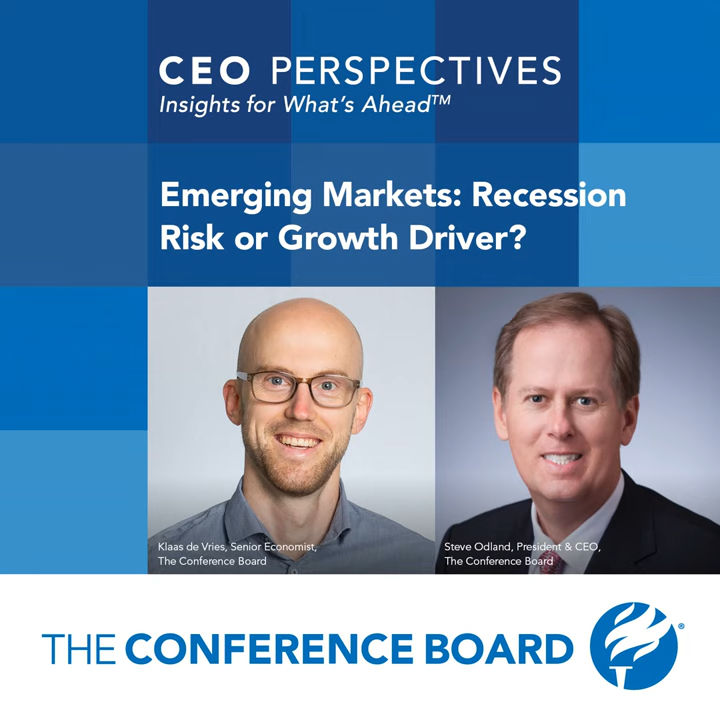 CEO PERSPECTIVES
Insights for What's Ahead™
Emerging Markets: Recession
Risk or Growth Driver?
Klaas de Vries, Senior Economist,
The Conference Board
Steve Odland, President & CEO,
The Conference Board
THE CONFERENCE BOARD ®